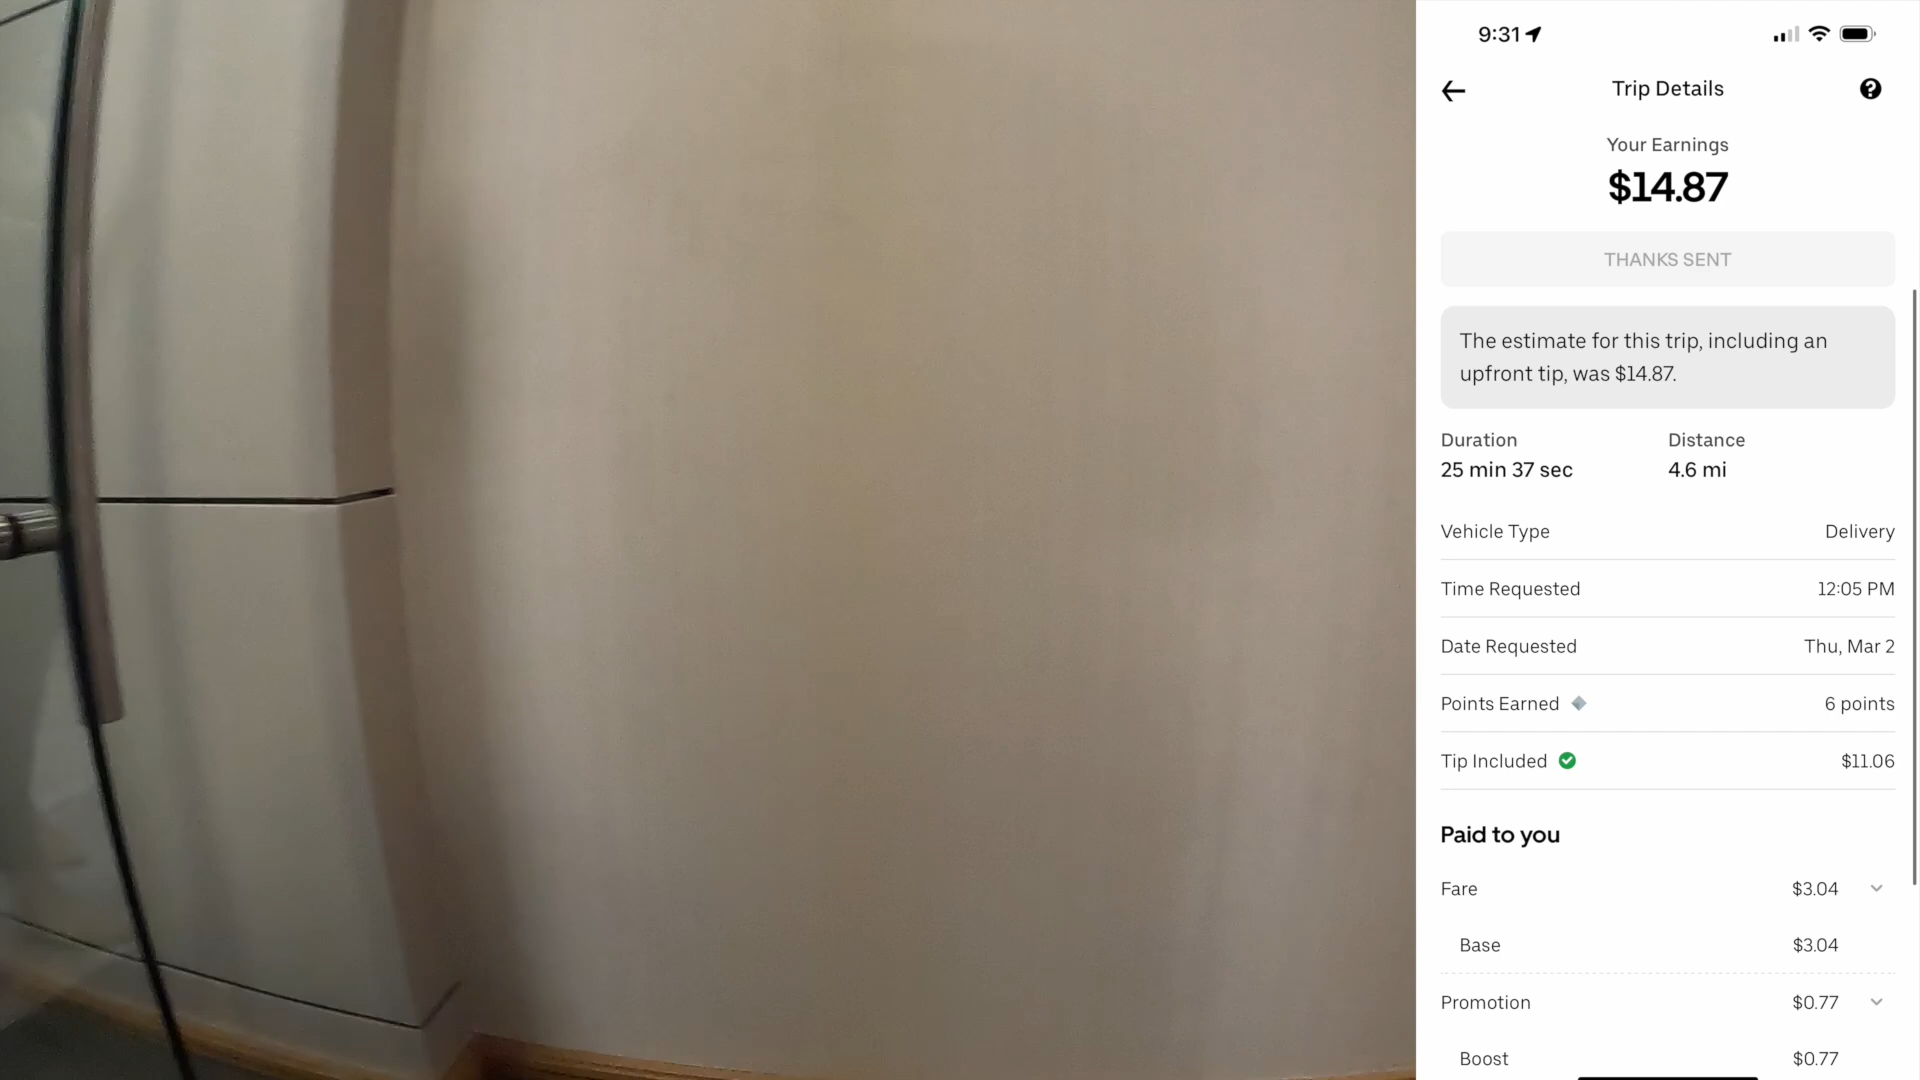 9:31
Trip Details
Your Earnings
$14.87
THANKS SENT
The estimate for this trip, including an
upfront tip, was $14.87.
Duration Distance
25 min 37 sec 4.6 mi
Vehicle Type Delivery
Time Requested 12:05 PM
Date Requested Thu, Mar 2
Points Earned 6 points
Tip Included $11.06
Paid to you
Fare $3.04
Base $3.04
Promotion $0.77
Boost $0.77